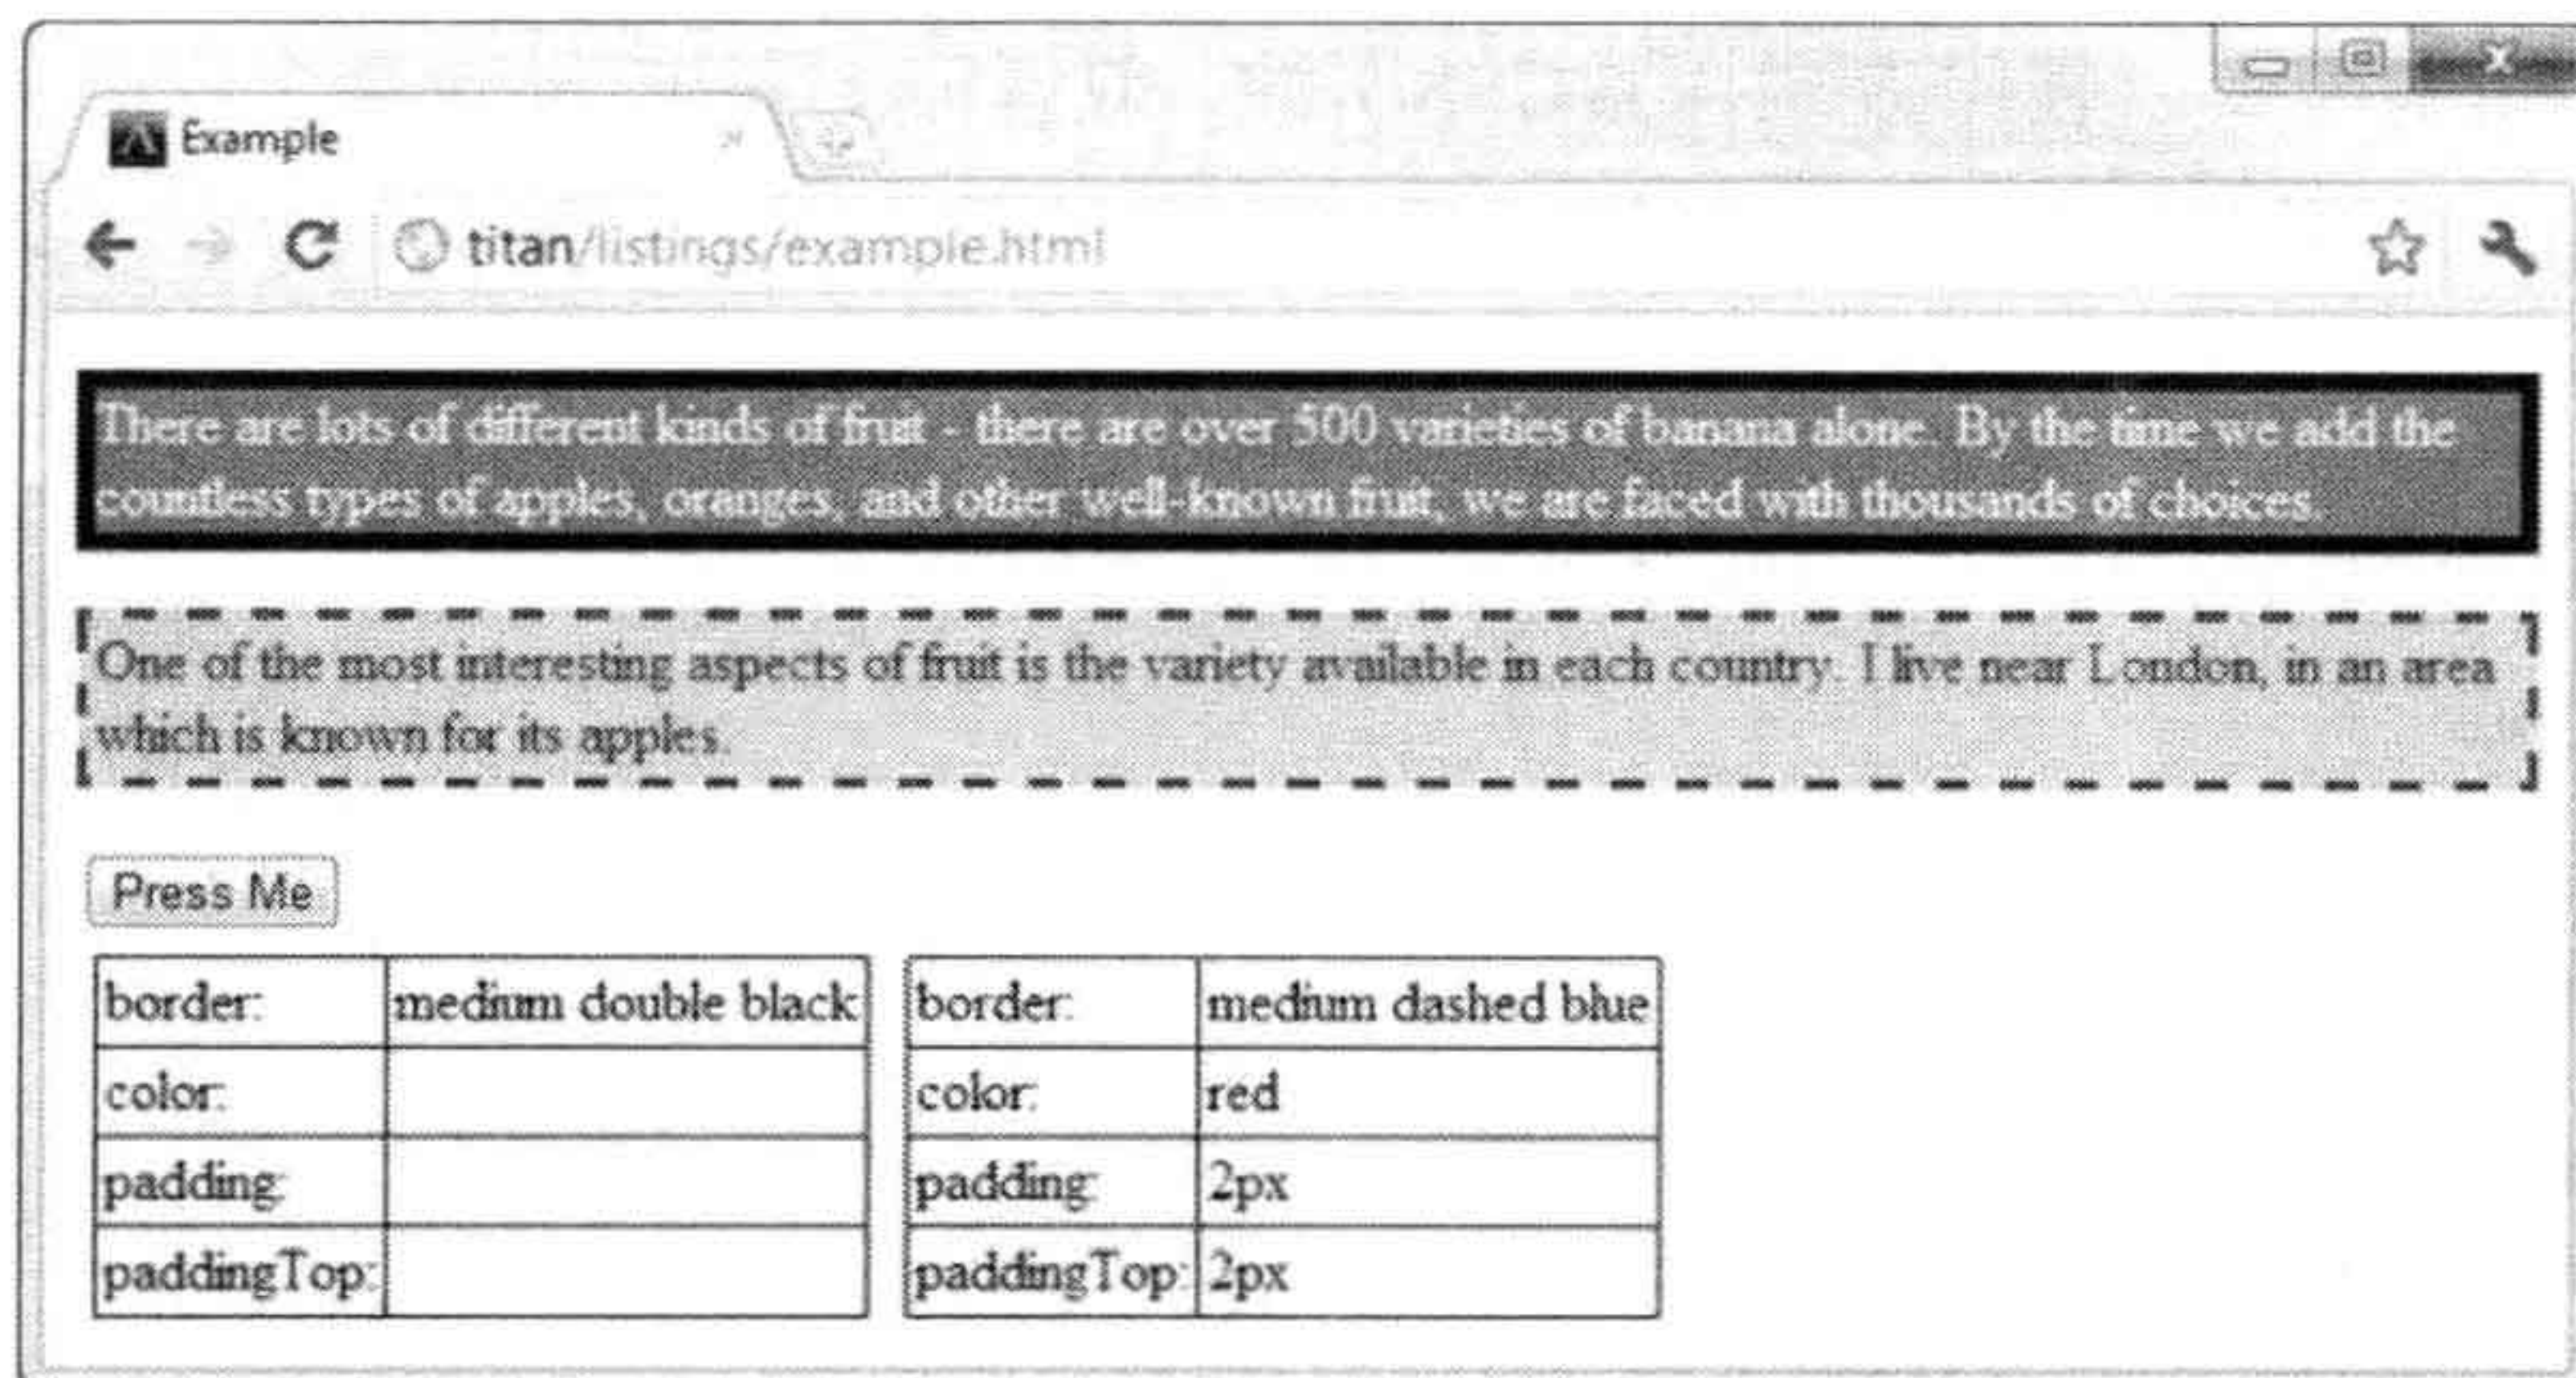 Example
titan/listings/example.html
There are lots of different kinds of fruit - there are over 500 varieties of banana alone. By the time we add the
countless types of apples, oranges, and other well-known fruit, we are faced with thousands of choices.
One of the most interesting aspects of fruit is the variety available in each country. I live near London, in an area
which is known for its apples.
Press Me
border: medium double black border: medium dashed blue
color: color: red
padding: padding: 2px
paddingTop: paddingTop: 2px